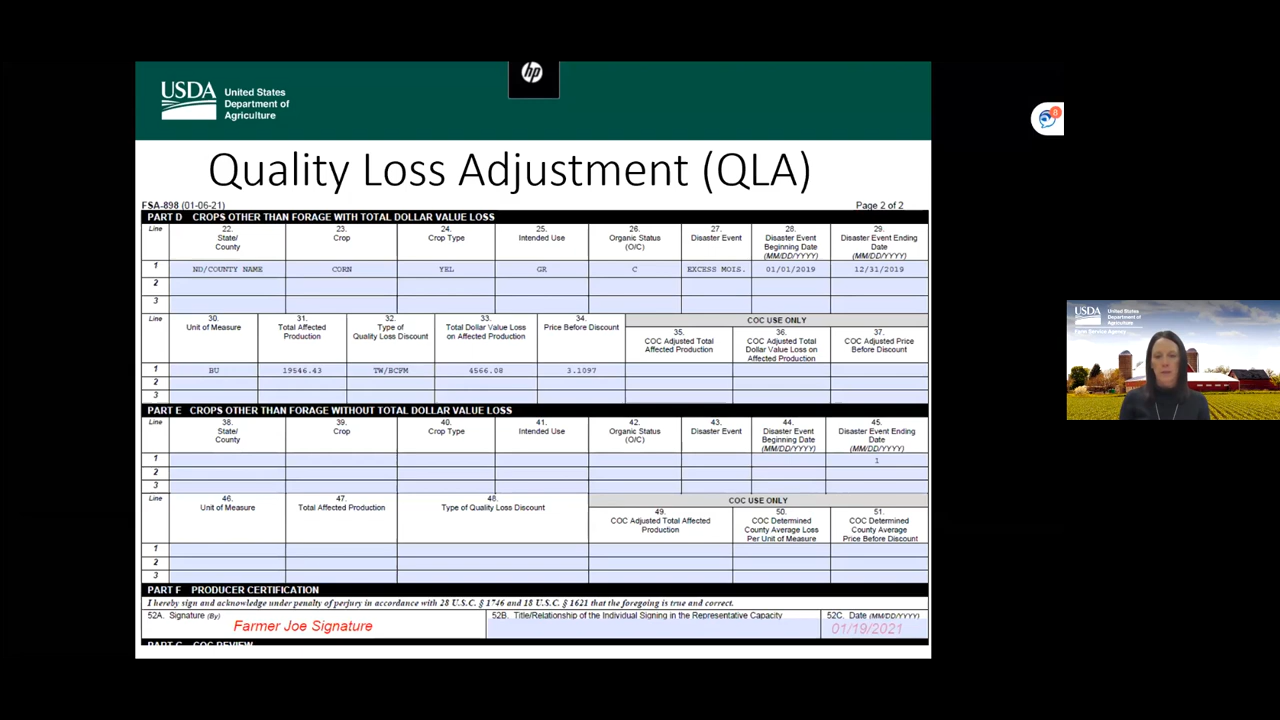 hp
USDA United States
Department of
Agriculture
8
Quality Loss Adjustment (QLA)
FSA-898 (01-06-21) Page 2 of 2
PART D CROPS OTHER THAN FORAGE WITH TOTAL DOLLAR VALUE LOSS
Line 22. State/ County 23. Crop 24. Crop Type 25. Intended Use 26. Organic Status (O/C) 27. Disaster Event 28. Disaster Event Beginning Date (MM/DD/YYYY) 29. Disaster Event Ending Date (MM/DD/YYYY)
1 ND/COUNTY NAME CORN YEL GR C EXCESS MOIS. 01/01/2019 12/31/2019
2
3
Line 30. Unit of Measure 31. Total Affected Production 32. Type of Quality Loss Discount 33. Total Dollar Value Loss on Affected Production 34. Price Before Discount COC USE ONLY
35. COC Adjusted Total Affected Production 36. COC Adjusted Total Dollar Value Loss on Affected Production 37. COC Adjusted Price Before Discount
1 BU 19546.43 TW/BCFM 4566.08 3.1097
2
3
PART E CROPS OTHER THAN FORAGE WITHOUT TOTAL DOLLAR VALUE LOSS
Line 38. State/ County 39. Crop 40. Crop Type 41. Intended Use 42. Organic Status (O/C) 43. Disaster Event 44. Disaster Event Beginning Date (MM/DD/YYYY) 45. Disaster Event Ending Date (MM/DD/YYYY)
1 1
2
3
Line 46. Unit of Measure 47. Total Affected Production 48. Type of Quality Loss Discount COC USE ONLY
49. COC Adjusted Total Affected Production 50. COC Determined County Average Loss Per Unit of Measure 51. COC Determined County Average Price Before Discount
1
2
3
PART F PRODUCER CERTIFICATION
I hereby sign and acknowledge under penalty of perjury in accordance with 28 U.S.C. § 1746 and 18 U.S.C. § 1621 that the foregoing is true and correct.
52A. Signature (By) 52B. Title/Relationship of the Individual Signing in the Representative Capacity 52C. Date (MM/DD/YYYY)
Farmer Joe Signature 01/19/2021
PART G COC REVIEW
USDA United States
Department of
Agriculture
Farm Service Agency